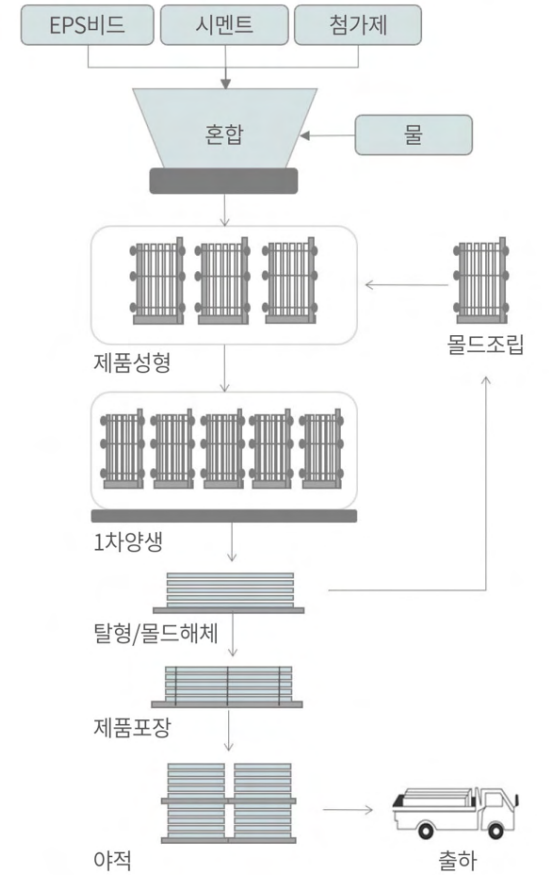 EPS비드
시멘트
첨가제
혼합
물
몰드조립
제품성형
1차양생
탈형/몰드해체
제품포장
야적
출하